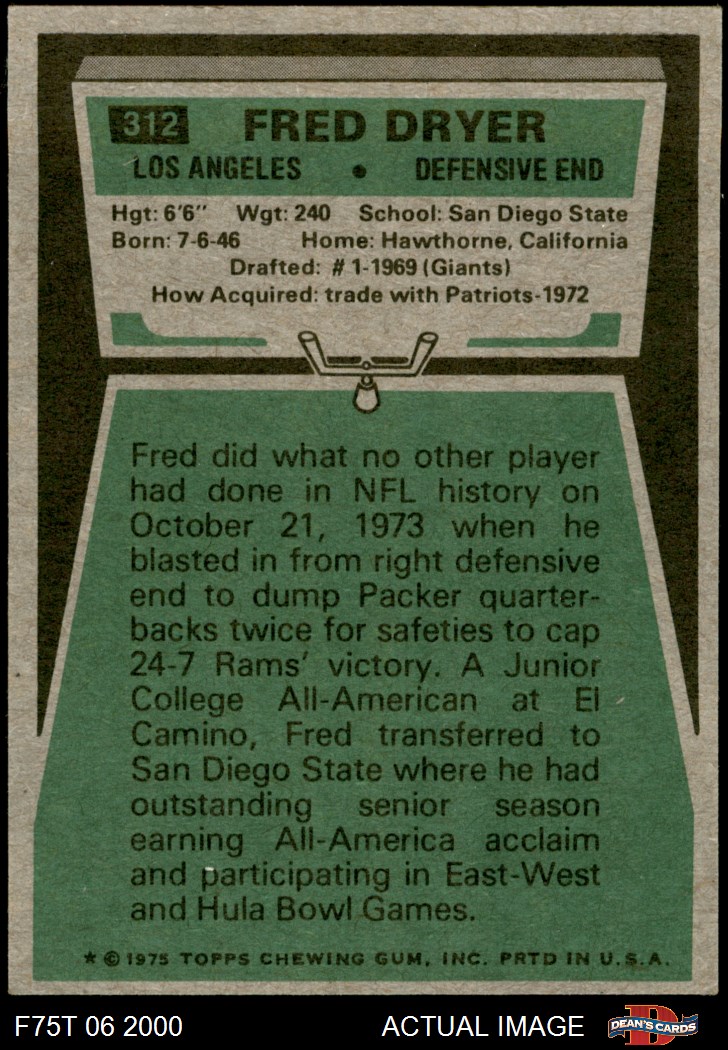 312 FRED DRYER
LOS ANGELES • DEFENSIVE END
Hgt: 6'6" Wgt: 240 School: San Diego State
Born: 7-6-46 Home: Hawthorne, California
Drafted: #1-1969 (Giants)
How Acquired: trade with Patriots-1972
Fred did what no other player
had done in NFL history on
October 21, 1973 when he
blasted in from right defensive
end to dump Packer quarter-
backs twice for safeties to cap
24-7 Rams' victory. A Junior
College All-American at El
Camino, Fred transferred to
San Diego State where he had
outstanding senior season
earning All-America acclaim
and participating in East-West
and Hula Bowl Games.
★ © 1975 TOPPS CHEWING GUM, INC. PRTD IN U.S.A.
F75T 06 2000 ACTUAL IMAGE D DEAN'S CARDS